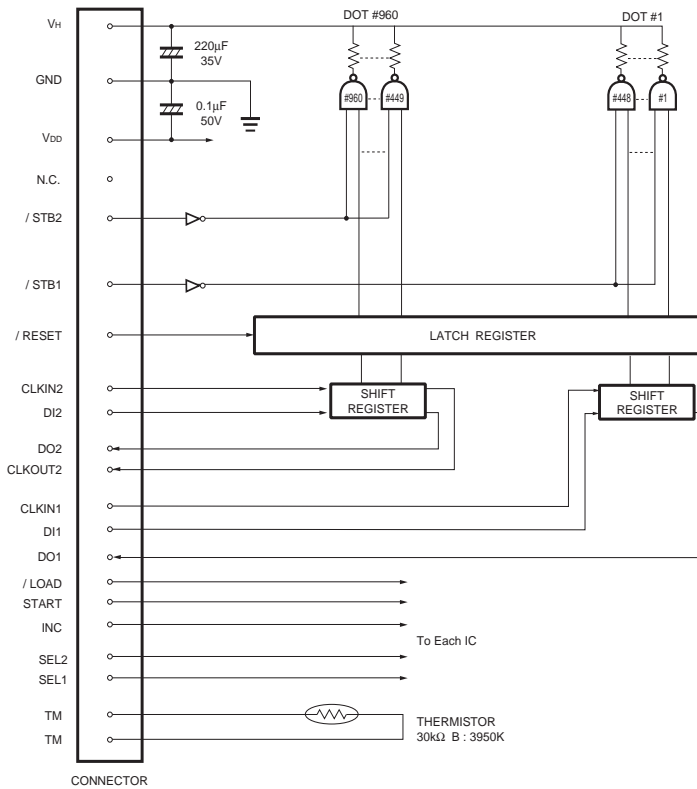 DOT #960
DOT #1
VH
220μF
35V
GND
#960
#449
#448
#1
0.1μF
50V
VDD
N.C.
/ STB2
/ STB1
/ RESET
LATCH REGISTER
CLKIN2
SHIFT
REGISTER
SHIFT
REGISTER
DI2
DO2
CLKOUT2
CLKIN1
DI1
DO1
/ LOAD
START
INC
To Each IC
SEL2
SEL1
TM
THERMISTOR
30kΩ B : 3950K
TM
CONNECTOR